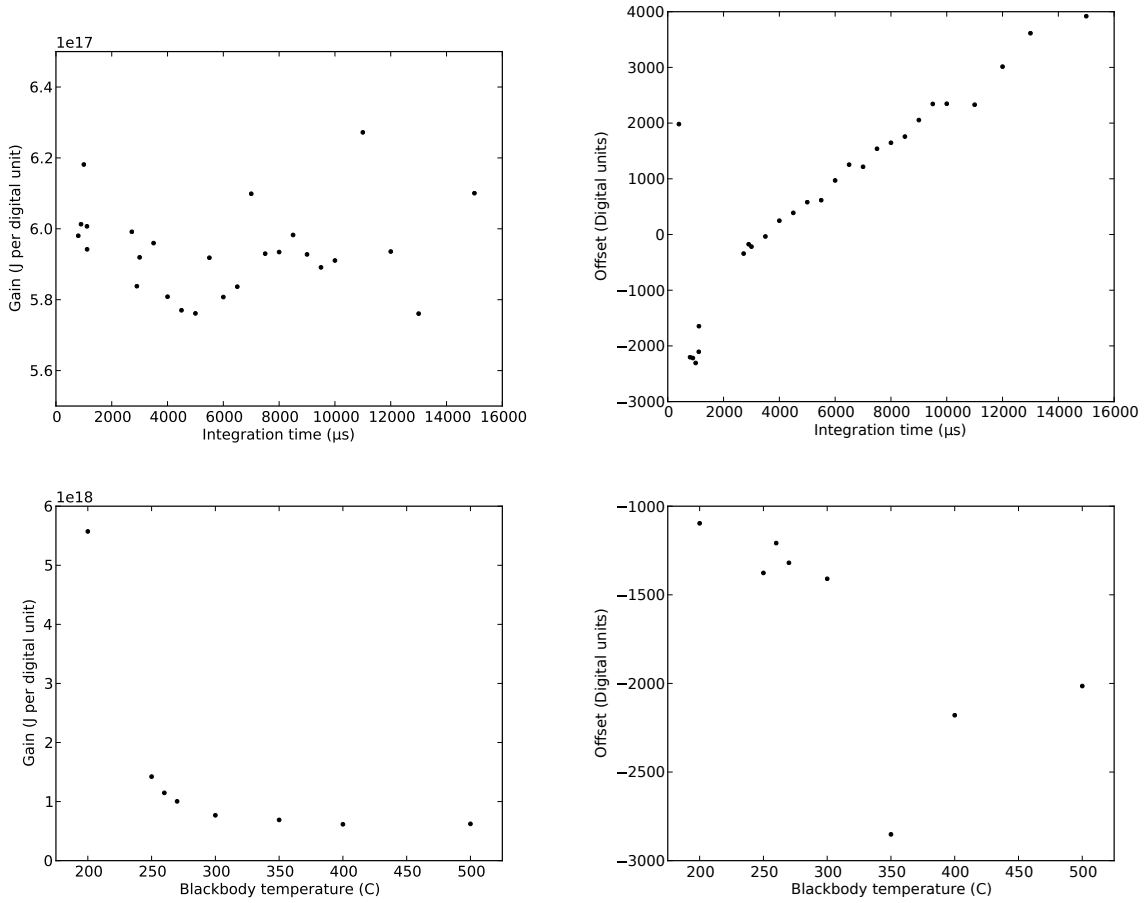 1e17
6.4
6.2
6.0
5.8
5.6
Gain (J per digital unit)
0 2000 4000 6000 8000 10000 12000 14000 16000
Integration time (µs)
4000
3000
2000
1000
0
−1000
−2000
−3000
Offset (Digital units)
0 2000 4000 6000 8000 10000 12000 14000 16000
Integration time (µs)
1e18
6
5
4
3
2
1
0
Gain (J per digital unit)
200 250 300 350 400 450 500
Blackbody temperature (C)
−1000
−1500
−2000
−2500
−3000
Offset (Digital units)
200 250 300 350 400 450 500
Blackbody temperature (C)